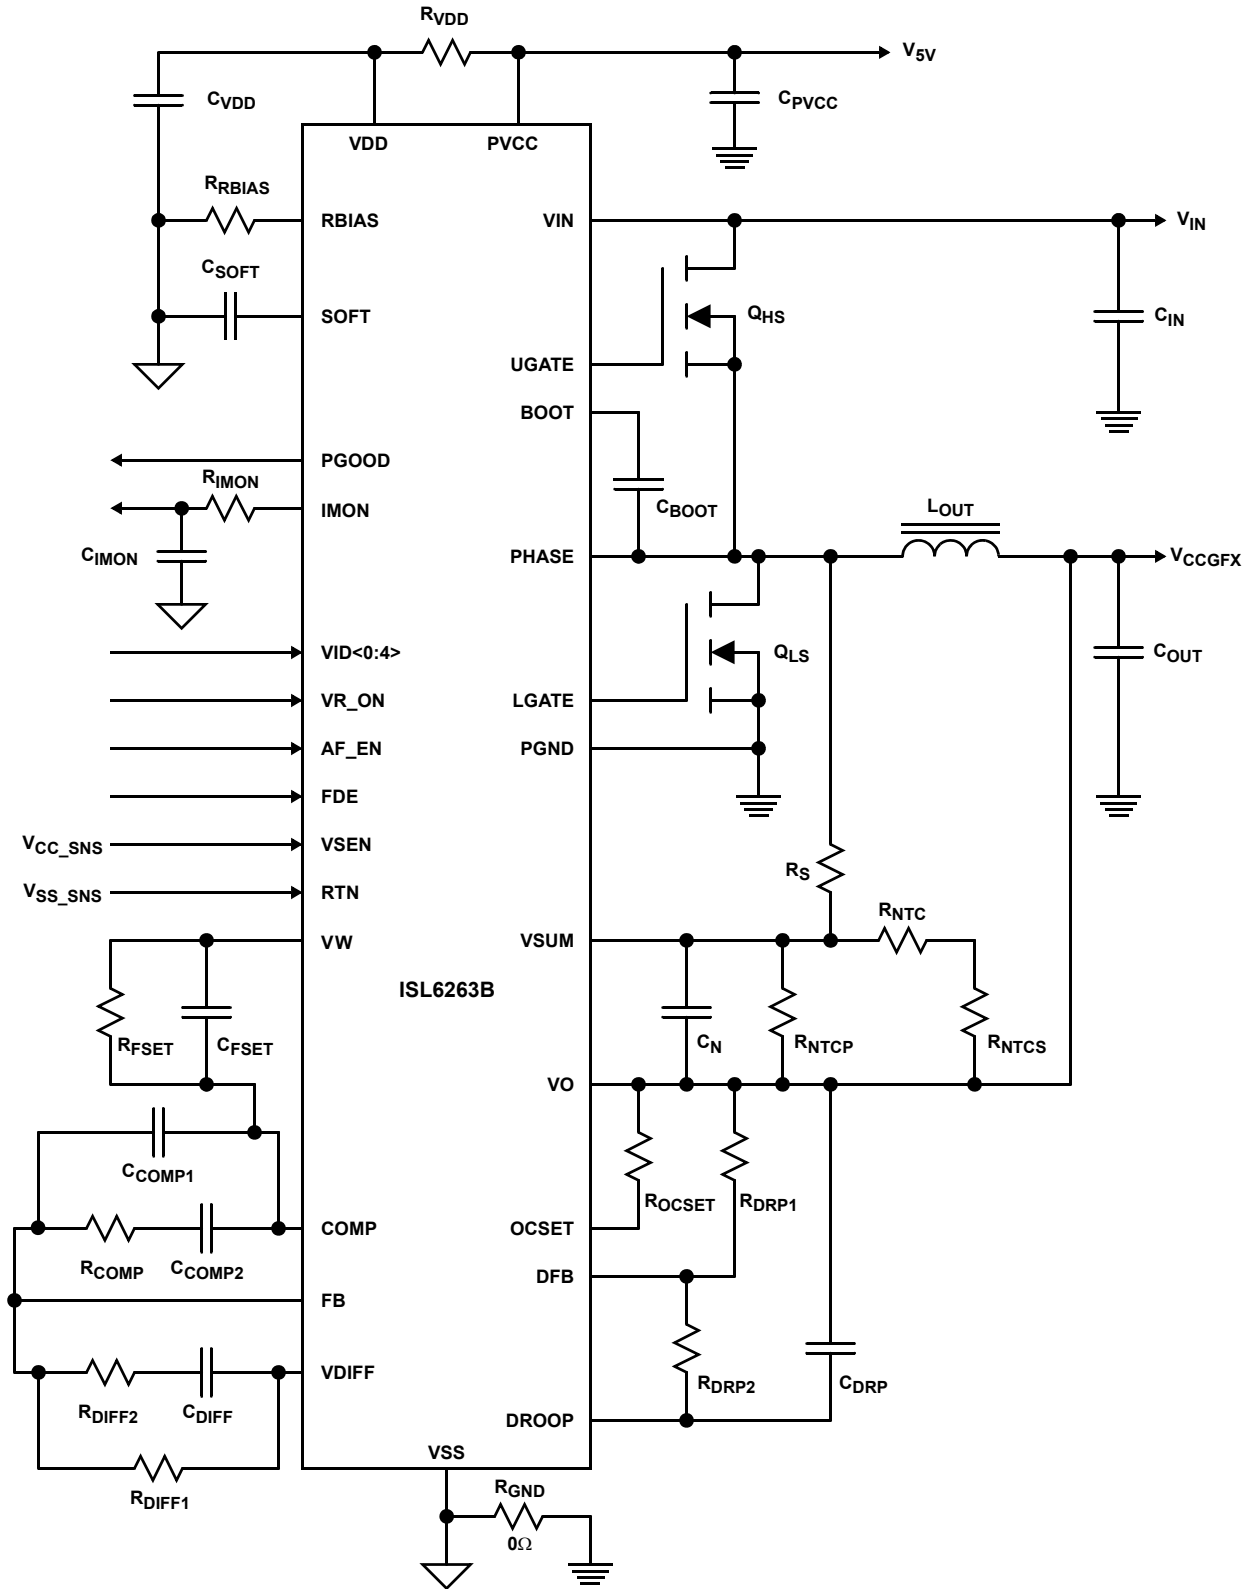 RVDD
V5V
CVDD
CPVCC
VDD
PVCC
RRBIAS
RBIAS
VIN
VIN
CSOFT
SOFT
QHS
CIN
UGATE
BOOT
PGOOD
RIMON
IMON
CBOOT
LOUT
CIMON
PHASE
VCCGFX
VID<0:4>
QLS
COUT
VR_ON
LGATE
AF_EN
PGND
FDE
VCC_SNS
VSEN
RS
VSS_SNS
RTN
RNTC
VW
VSUM
ISL6263B
RFSET
CFSET
CN
RNTCP
RNTCS
VO
CCOMP1
ROCSET
RDRP1
COMP
OCSET
RCOMP
CCOMP2
DFB
FB
VDIFF
RDRP2
CDRP
RDIFF2
CDIFF
DROOP
VSS
RDIFF1
RGND
0Ω